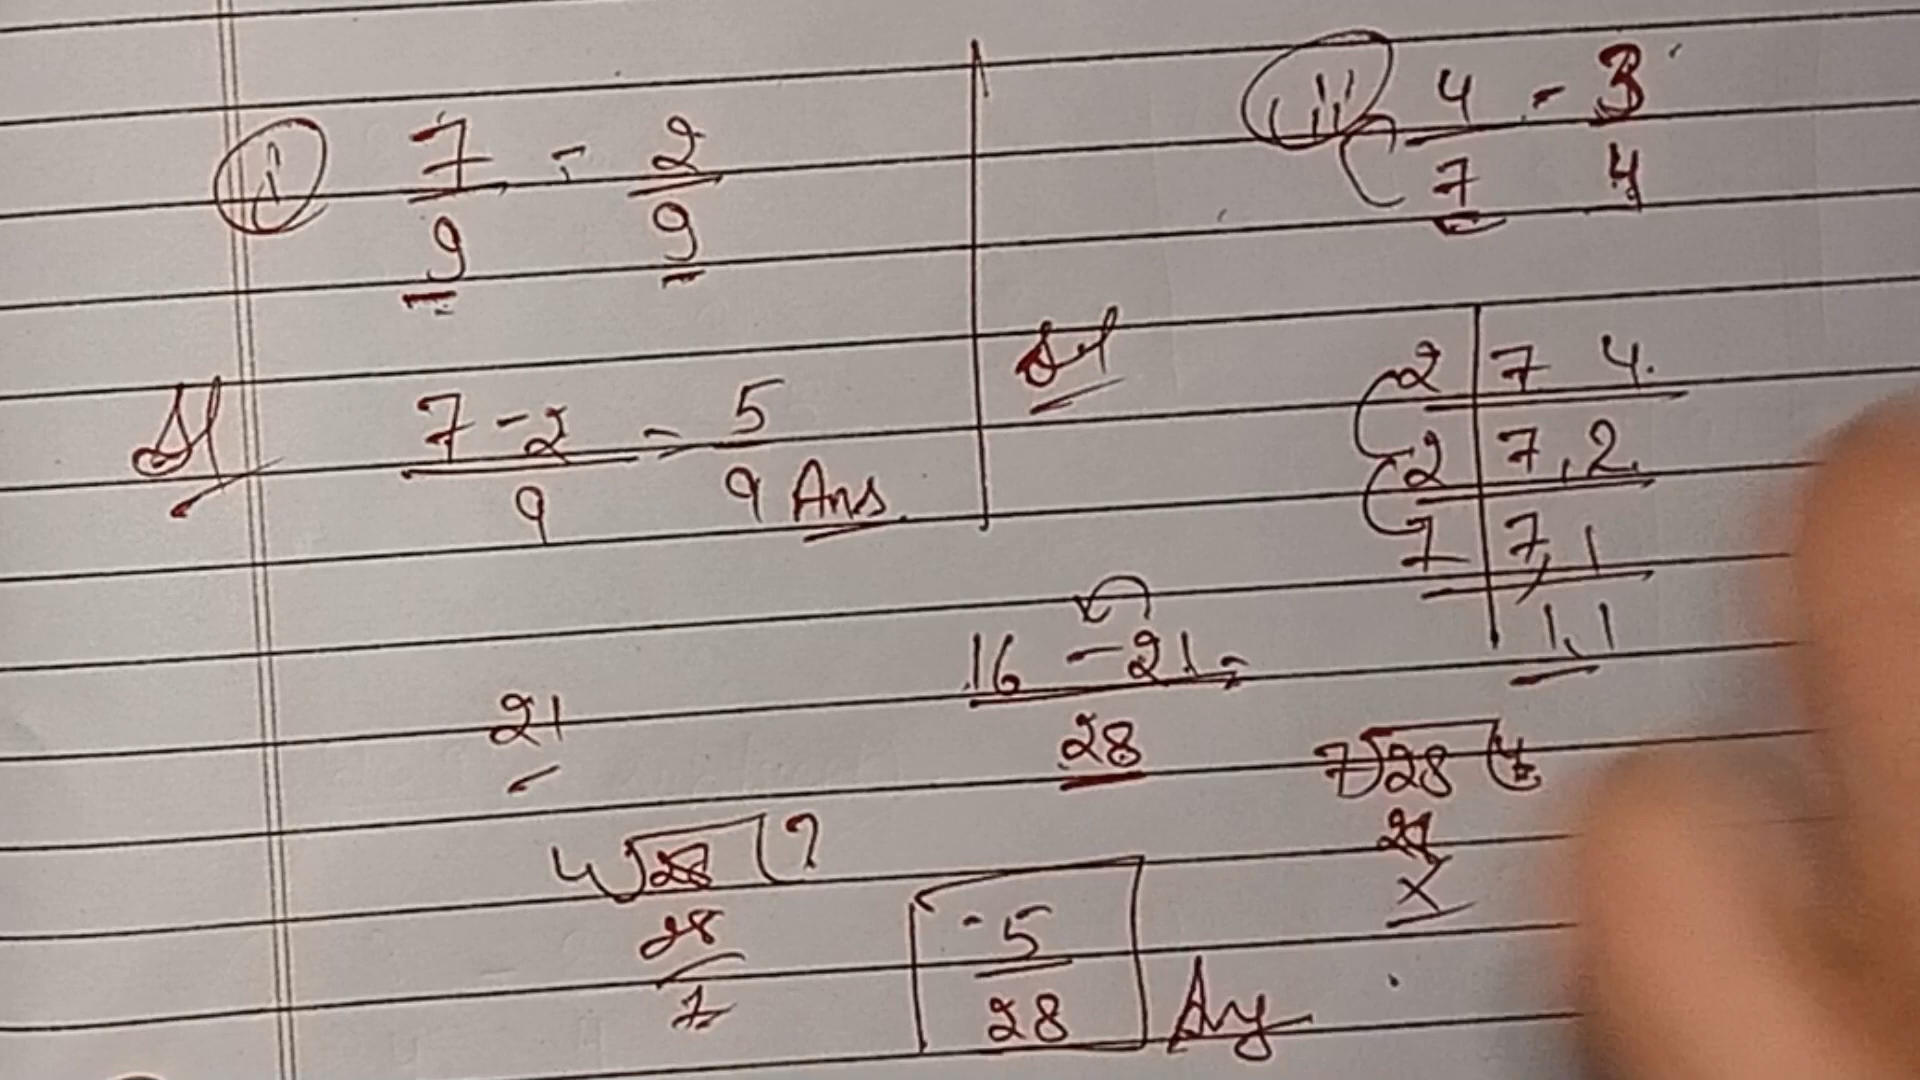 (i) 7/9 - 2/9
Sol (7 - 2)/9 = 5/9 Ans.
(iii) 4/7 - 3/4
Sol
2 | 7 4.
2 | 7, 2.
7 | 7, 1
1, 1
(16 - 21)/28 =
21
7)28(4
28
×
4)28(7
28
×
-5/28 Ans